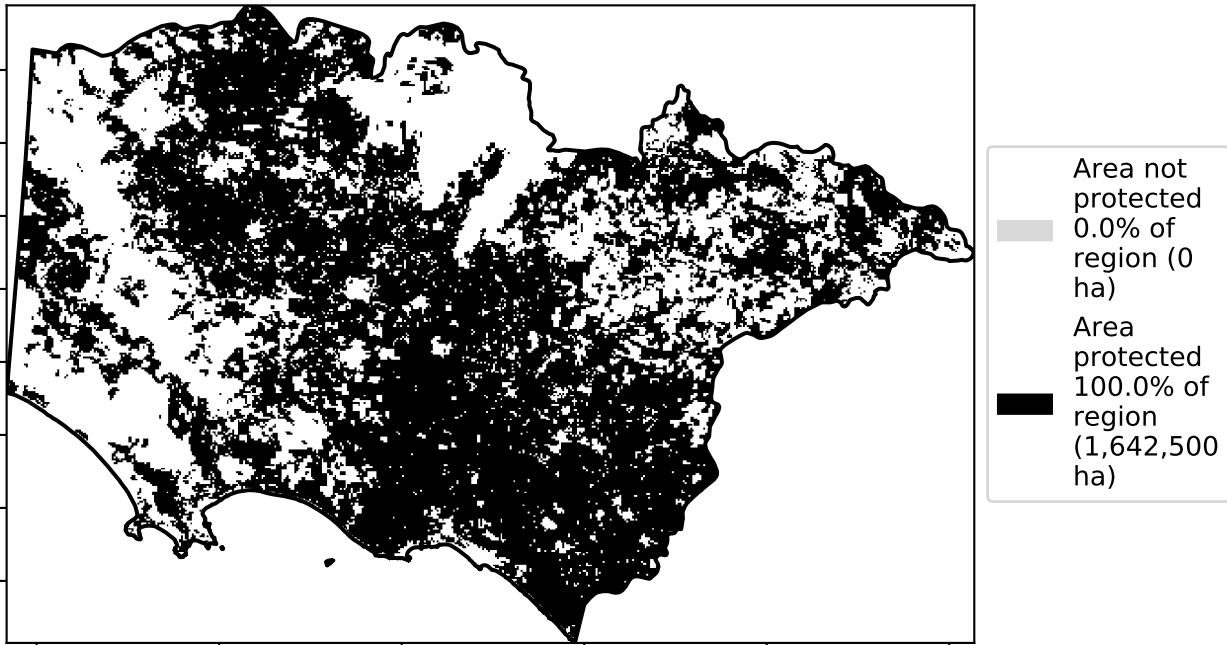 Area not
protected
0.0% of
region (0
ha)
Area
protected
100.0% of
region
(1,642,500
ha)